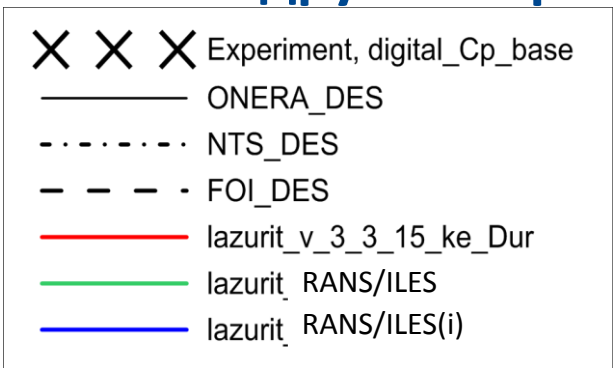 Experiment, digital_Cp_base
ONERA_DES
NTS_DES
FOI_DES
lazurit_v_3_3_15_ke_Dur
lazurit_ RANS/ILES
lazurit_ RANS/ILES(i)